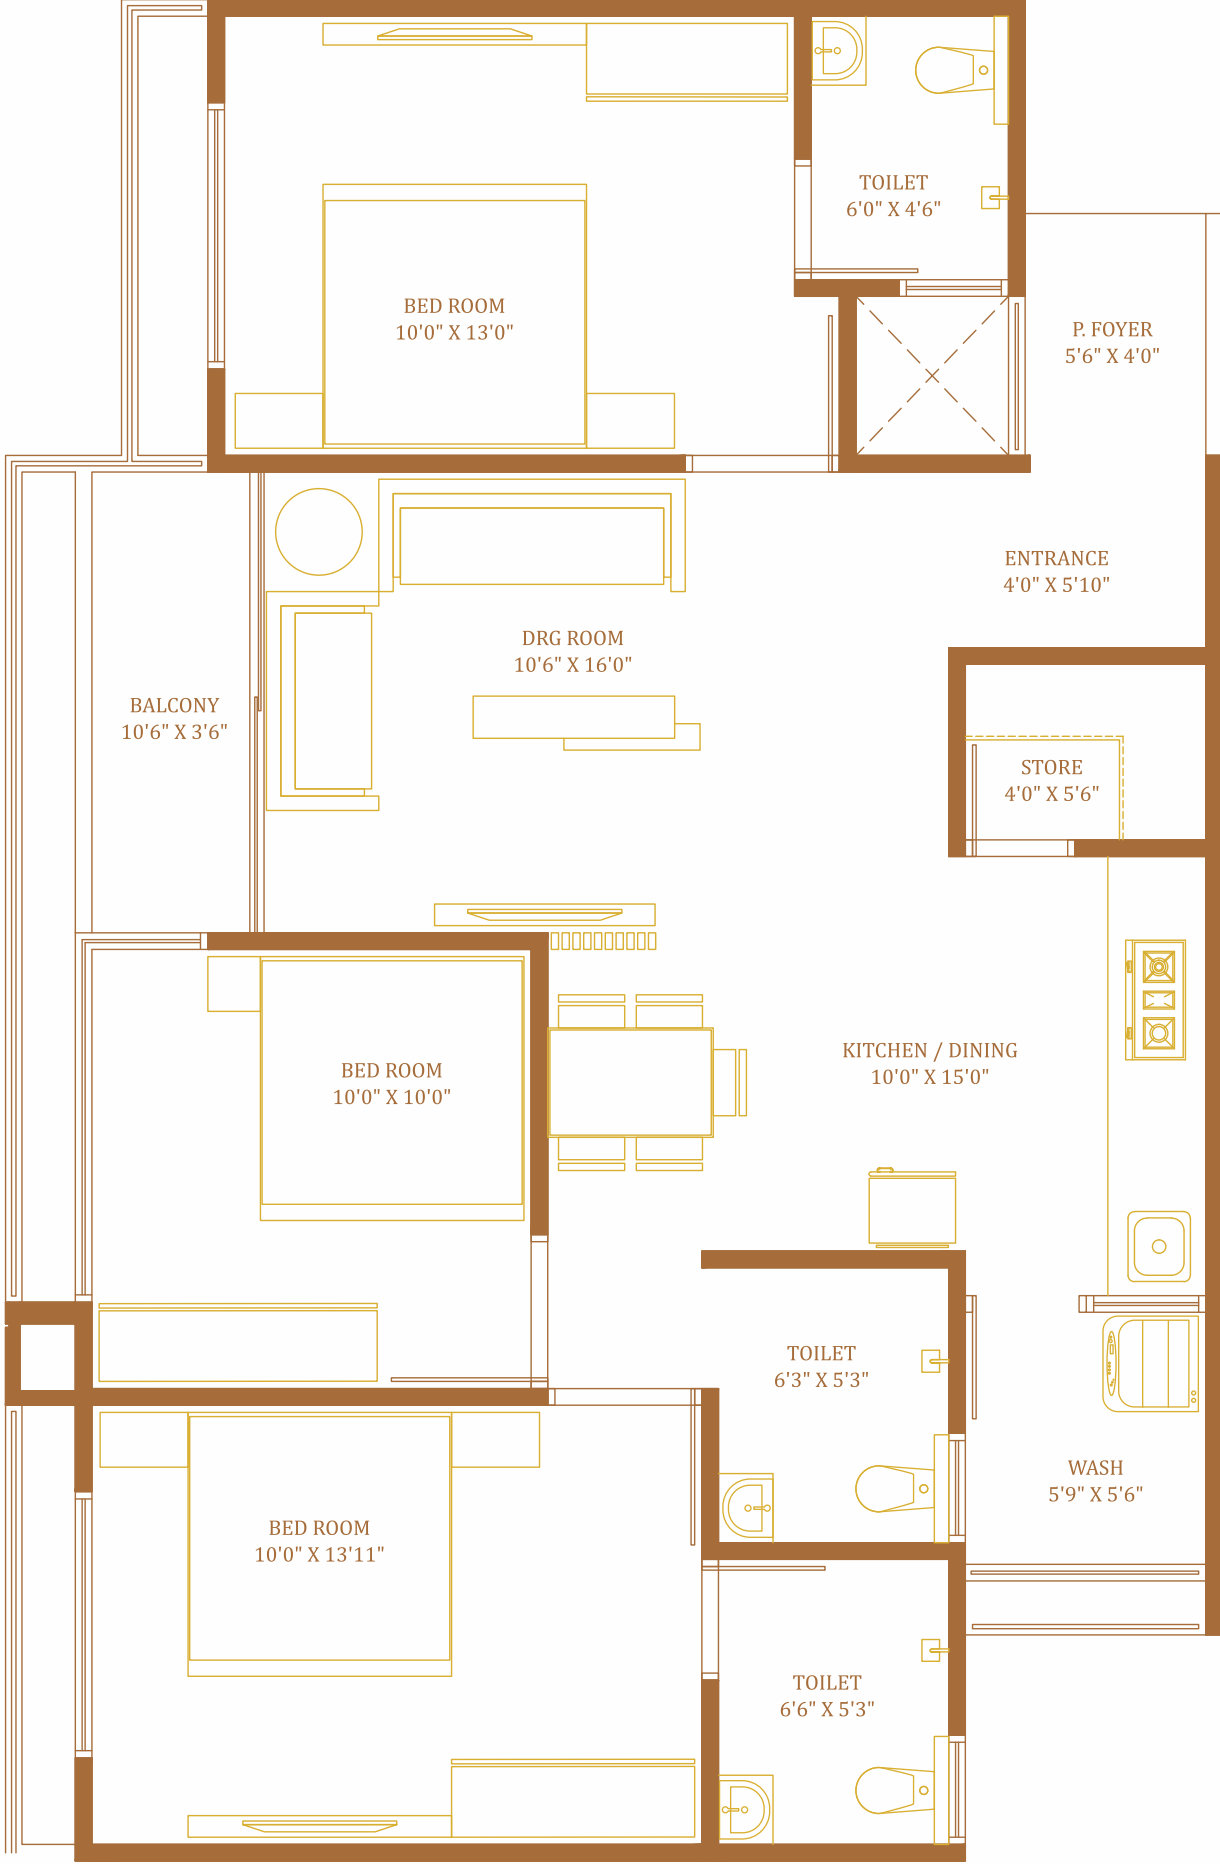 TOILET
6'0" X 4'6"
BED ROOM
10'0" X 13'0"
P. FOYER
5'6" X 4'0"
ENTRANCE
4'0" X 5'10"
DRG ROOM
10'6" X 16'0"
BALCONY
10'6" X 3'6"
STORE
4'0" X 5'6"
KITCHEN / DINING
10'0" X 15'0"
BED ROOM
10'0" X 10'0"
TOILET
6'3" X 5'3"
WASH
5'9" X 5'6"
BED ROOM
10'0" X 13'11"
TOILET
6'6" X 5'3"